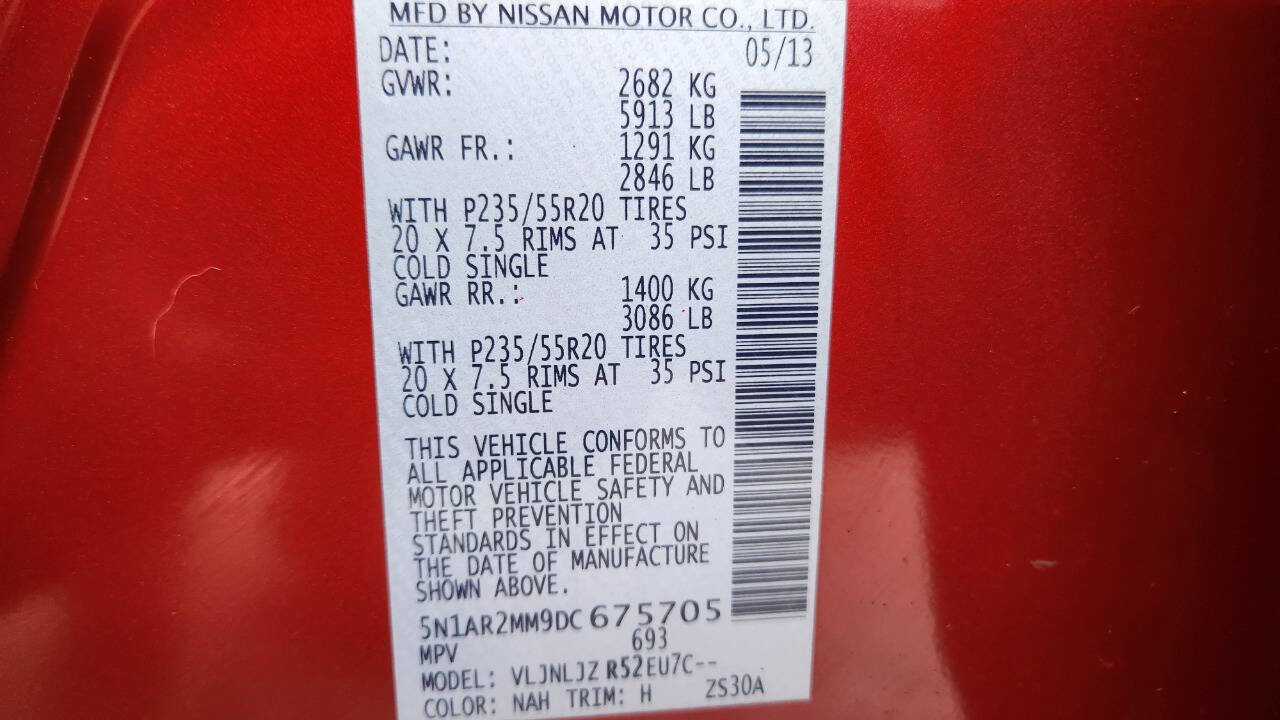 MFD BY NISSAN MOTOR CO., LTD.
DATE: 05/13
GVWR: 2682 KG
5913 LB
GAWR FR.: 1291 KG
2846 LB
WITH P235/55R20 TIRES
20 X 7.5 RIMS AT 35 PSI
COLD SINGLE
GAWR RR.: 1400 KG
3086 LB
WITH P235/55R20 TIRES
20 X 7.5 RIMS AT 35 PSI
COLD SINGLE
THIS VEHICLE CONFORMS TO
ALL APPLICABLE FEDERAL
MOTOR VEHICLE SAFETY AND
THEFT PREVENTION
STANDARDS IN EFFECT ON
THE DATE OF MANUFACTURE
SHOWN ABOVE.
5N1AR2MM9DC675705
MPV 693
MODEL: VLJNLJZ R52EU7C--
COLOR: NAH TRIM: H ZS30A